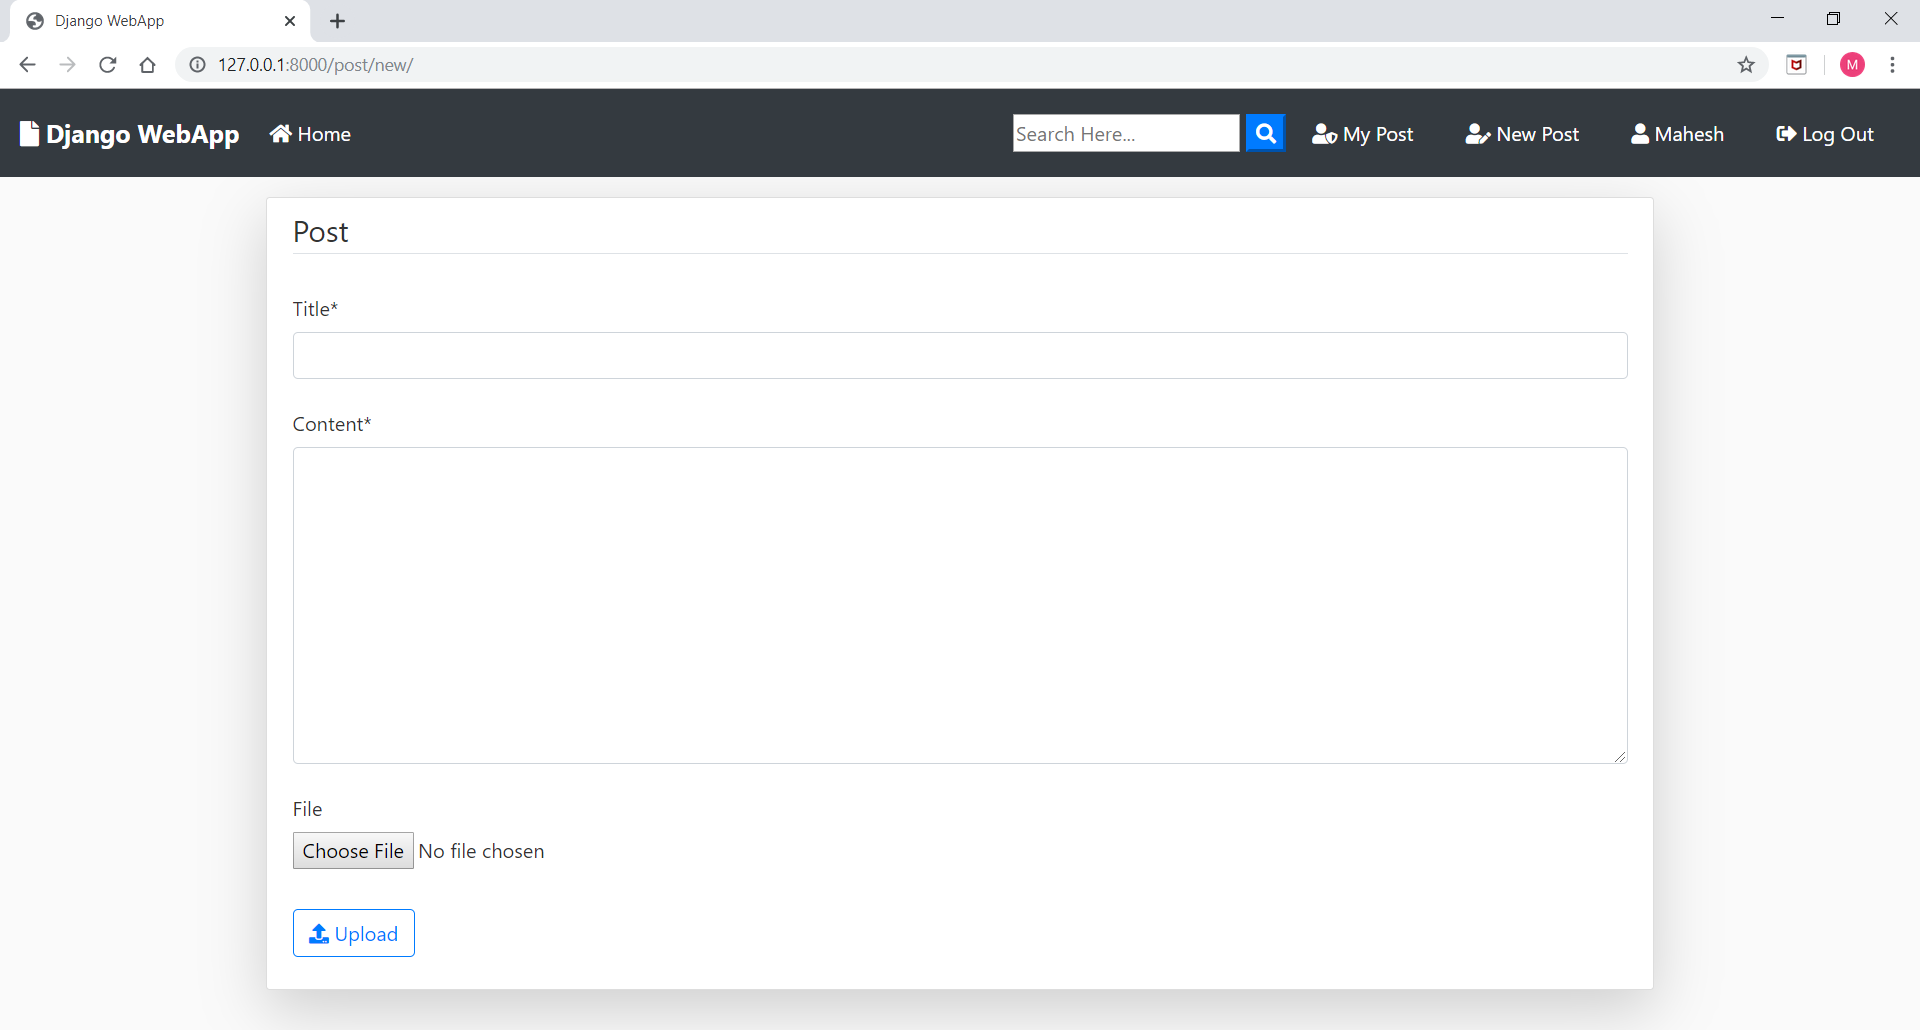 Django WebApp
127.0.0.1:8000/post/new/
M
Django WebApp Home Search Here... My Post New Post Mahesh Log Out
Post
Title*
Content*
File
Choose File No file chosen
Upload